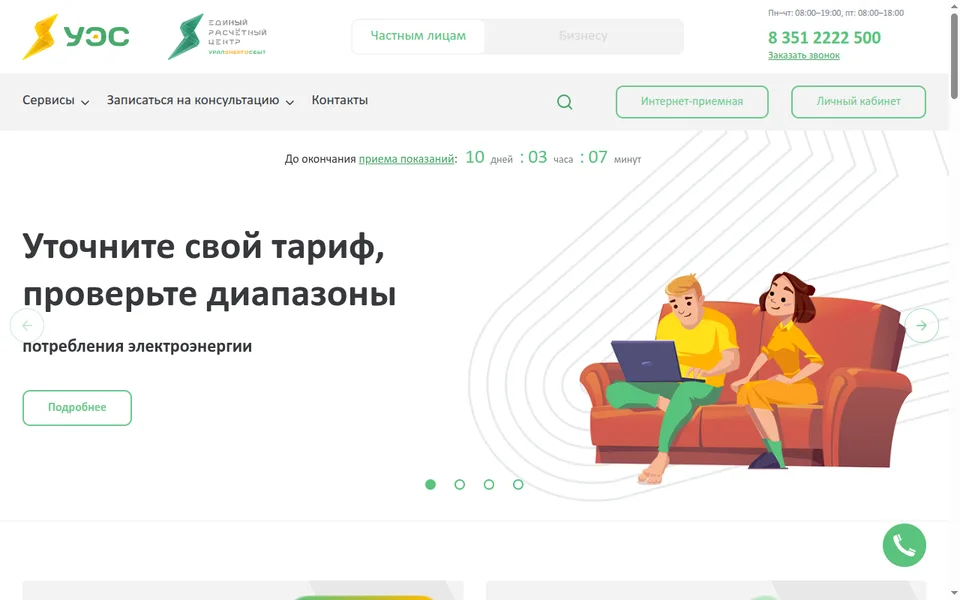 УЭС
ЕДИНЫЙ
РАСЧЁТНЫЙ
ЦЕНТР
УРАЛЭНЕРГОСБЫТ
Частным лицам
Бизнесу
Пн–чт: 08:00–19:00, пт: 08:00–18:00
8 351 2222 500
Заказать звонок
Сервисы
Записаться на консультацию
Контакты
Интернет-приемная
Личный кабинет
До окончания приема показаний: 10 дней : 03 часа : 07 минут
Уточните свой тариф,
проверьте диапазоны
потребления электроэнергии
Подробнее